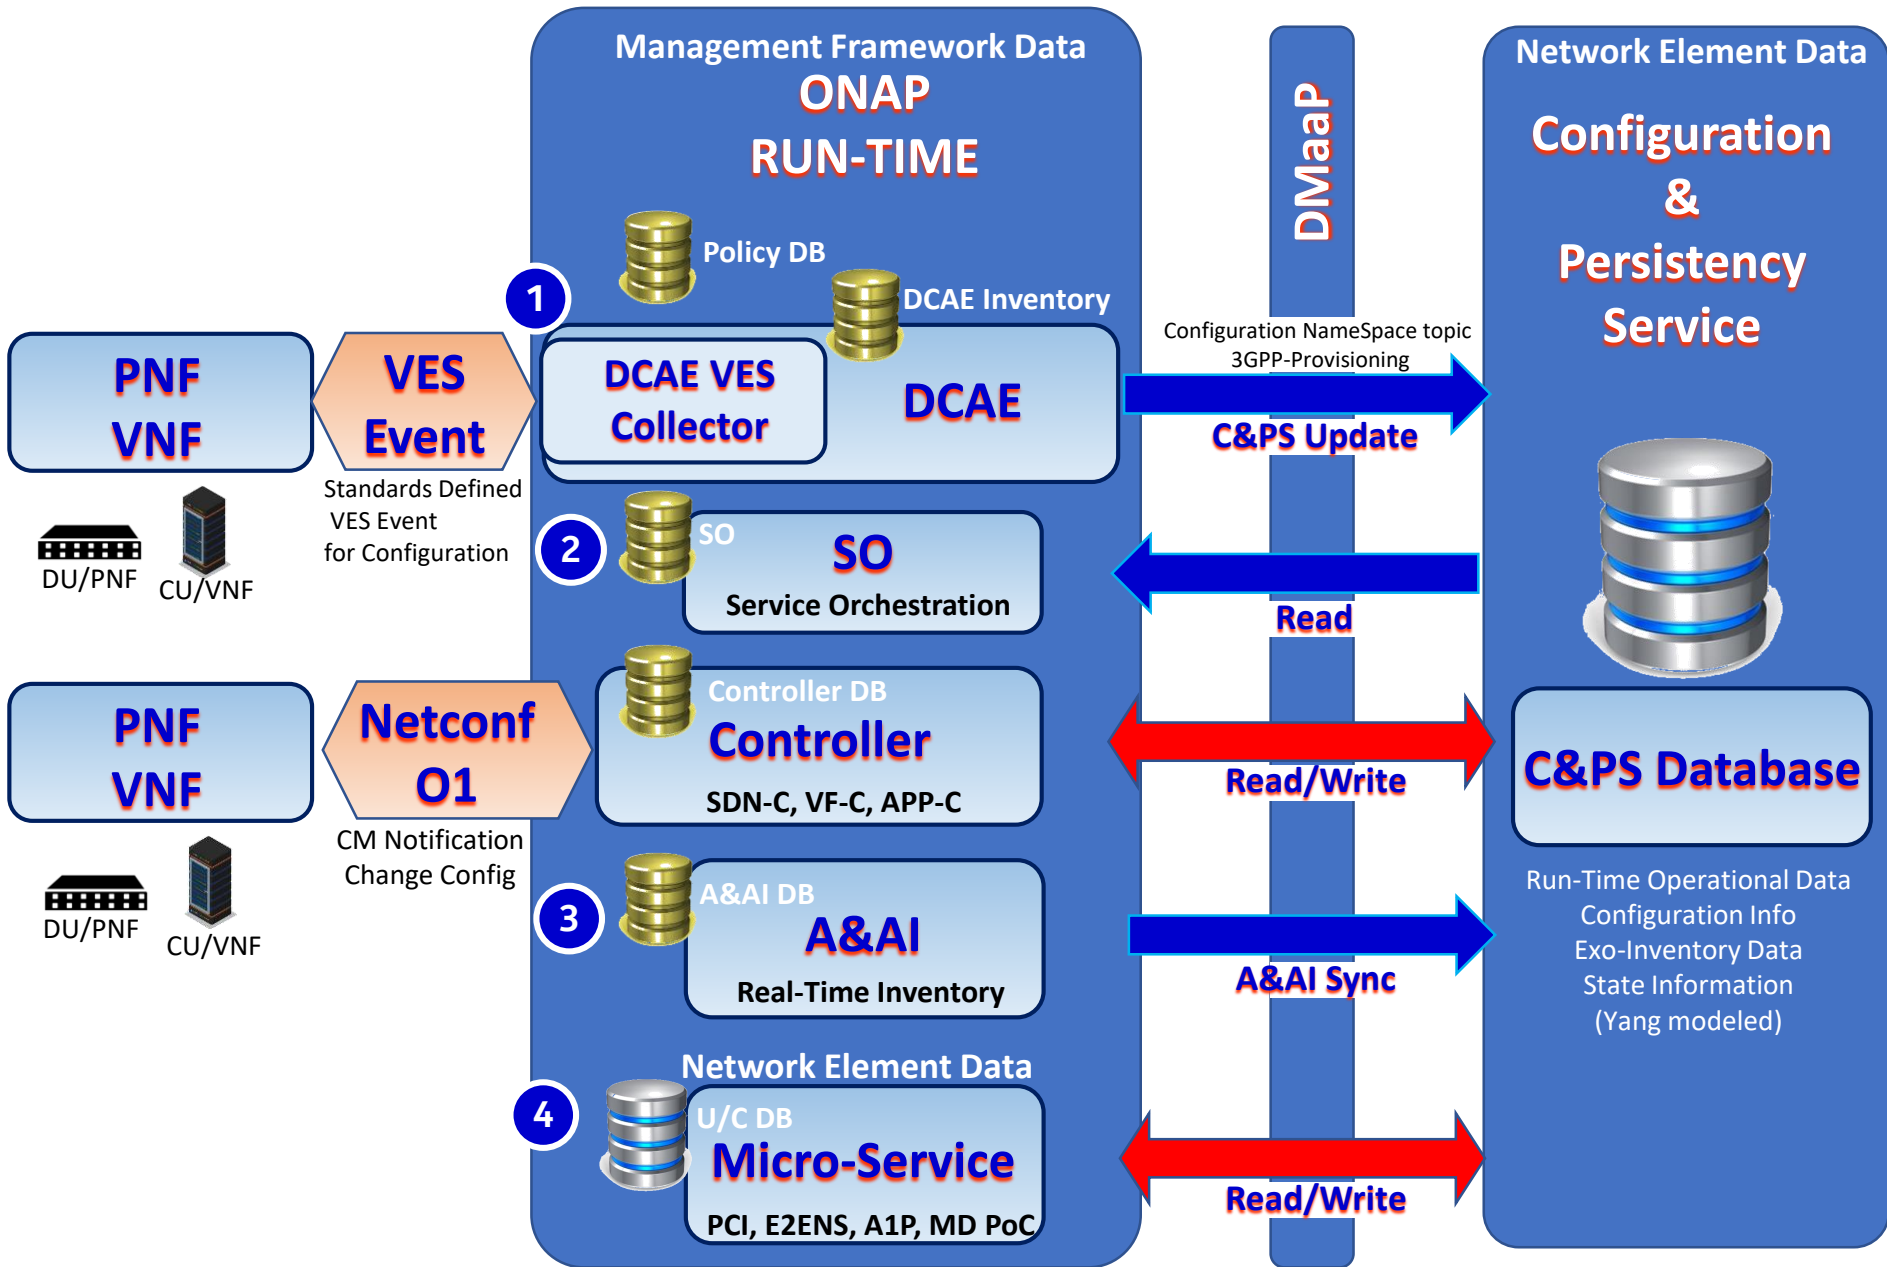 Management Framework Data
ONAP
RUN-TIME
Policy DB
DCAE Inventory
1
PNF
VNF
VES
Event
DCAE VES
Collector
DCAE
Standards Defined
VES Event
for Configuration
DU/PNF
CU/VNF
2
SO
SO
Service Orchestration
PNF
VNF
Netconf
O1
CM Notification
Change Config
DU/PNF
CU/VNF
Controller DB
Controller
SDN-C, VF-C, APP-C
3
A&AI DB
A&AI
Real-Time Inventory
Network Element Data
4
U/C DB
Micro-Service
PCI, E2ENS, A1P, MD PoC
DMaaP
Configuration NameSpace topic
3GPP-Provisioning
C&PS Update
Read
Read/Write
A&AI Sync
Read/Write
Network Element Data
Configuration
&
Persistency
Service
C&PS Database
Run-Time Operational Data
Configuration Info
Exo-Inventory Data
State Information
(Yang modeled)